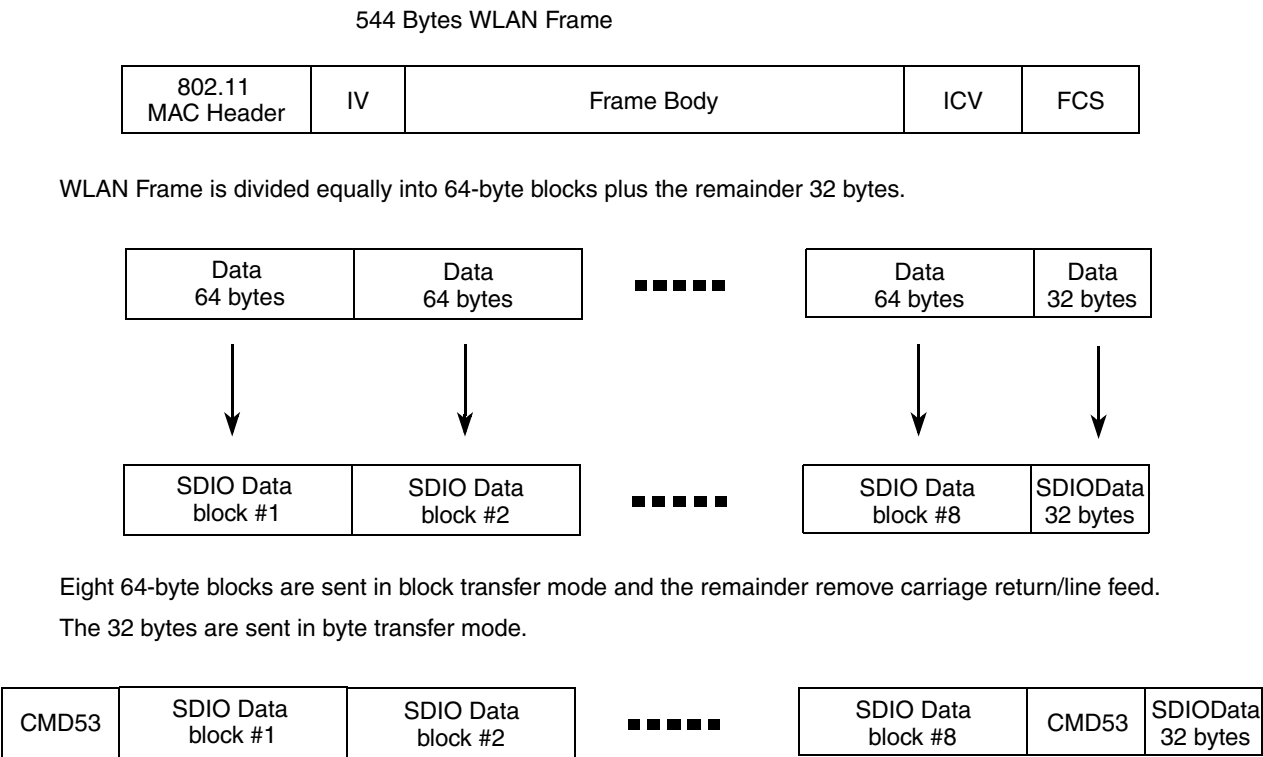 544 Bytes WLAN Frame
802.11
MAC Header
IV
Frame Body
ICV
FCS
WLAN Frame is divided equally into 64-byte blocks plus the remainder 32 bytes.
Data
64 bytes
Data
64 bytes
Data
64 bytes
Data
32 bytes
SDIO Data
block #1
SDIO Data
block #2
SDIO Data
block #8
SDIOData
32 bytes
Eight 64-byte blocks are sent in block transfer mode and the remainder remove carriage return/line feed.
The 32 bytes are sent in byte transfer mode.
CMD53
SDIO Data
block #1
SDIO Data
block #2
SDIO Data
block #8
CMD53
SDIOData
32 bytes